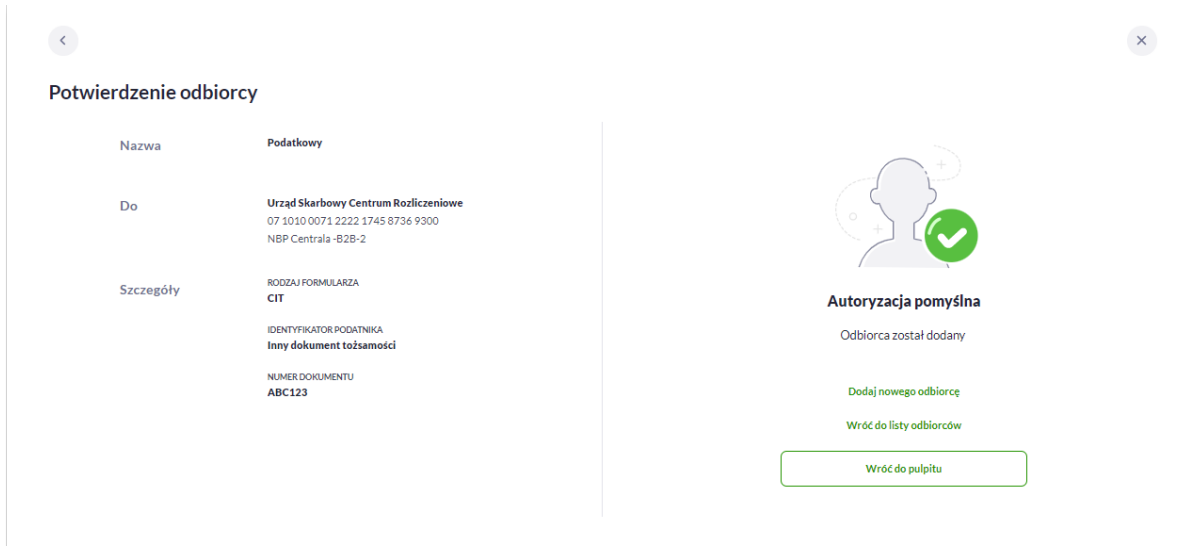 Potwierdzenie odbiorcy
Nazwa
Podatkowy
Do
Urząd Skarbowy Centrum Rozliczeniowe
07 1010 0071 2222 1745 8736 9300
NBP Centrala -B2B-2
Szczegóły
RODZAJ FORMULARZA
CIT
IDENTYFIKATOR PODATNIKA
Inny dokument tożsamości
NUMER DOKUMENTU
ABC123
Autoryzacja pomyślna
Odbiorca został dodany
Dodaj nowego odbiorcę
Wróć do listy odbiorców
Wróć do pulpitu